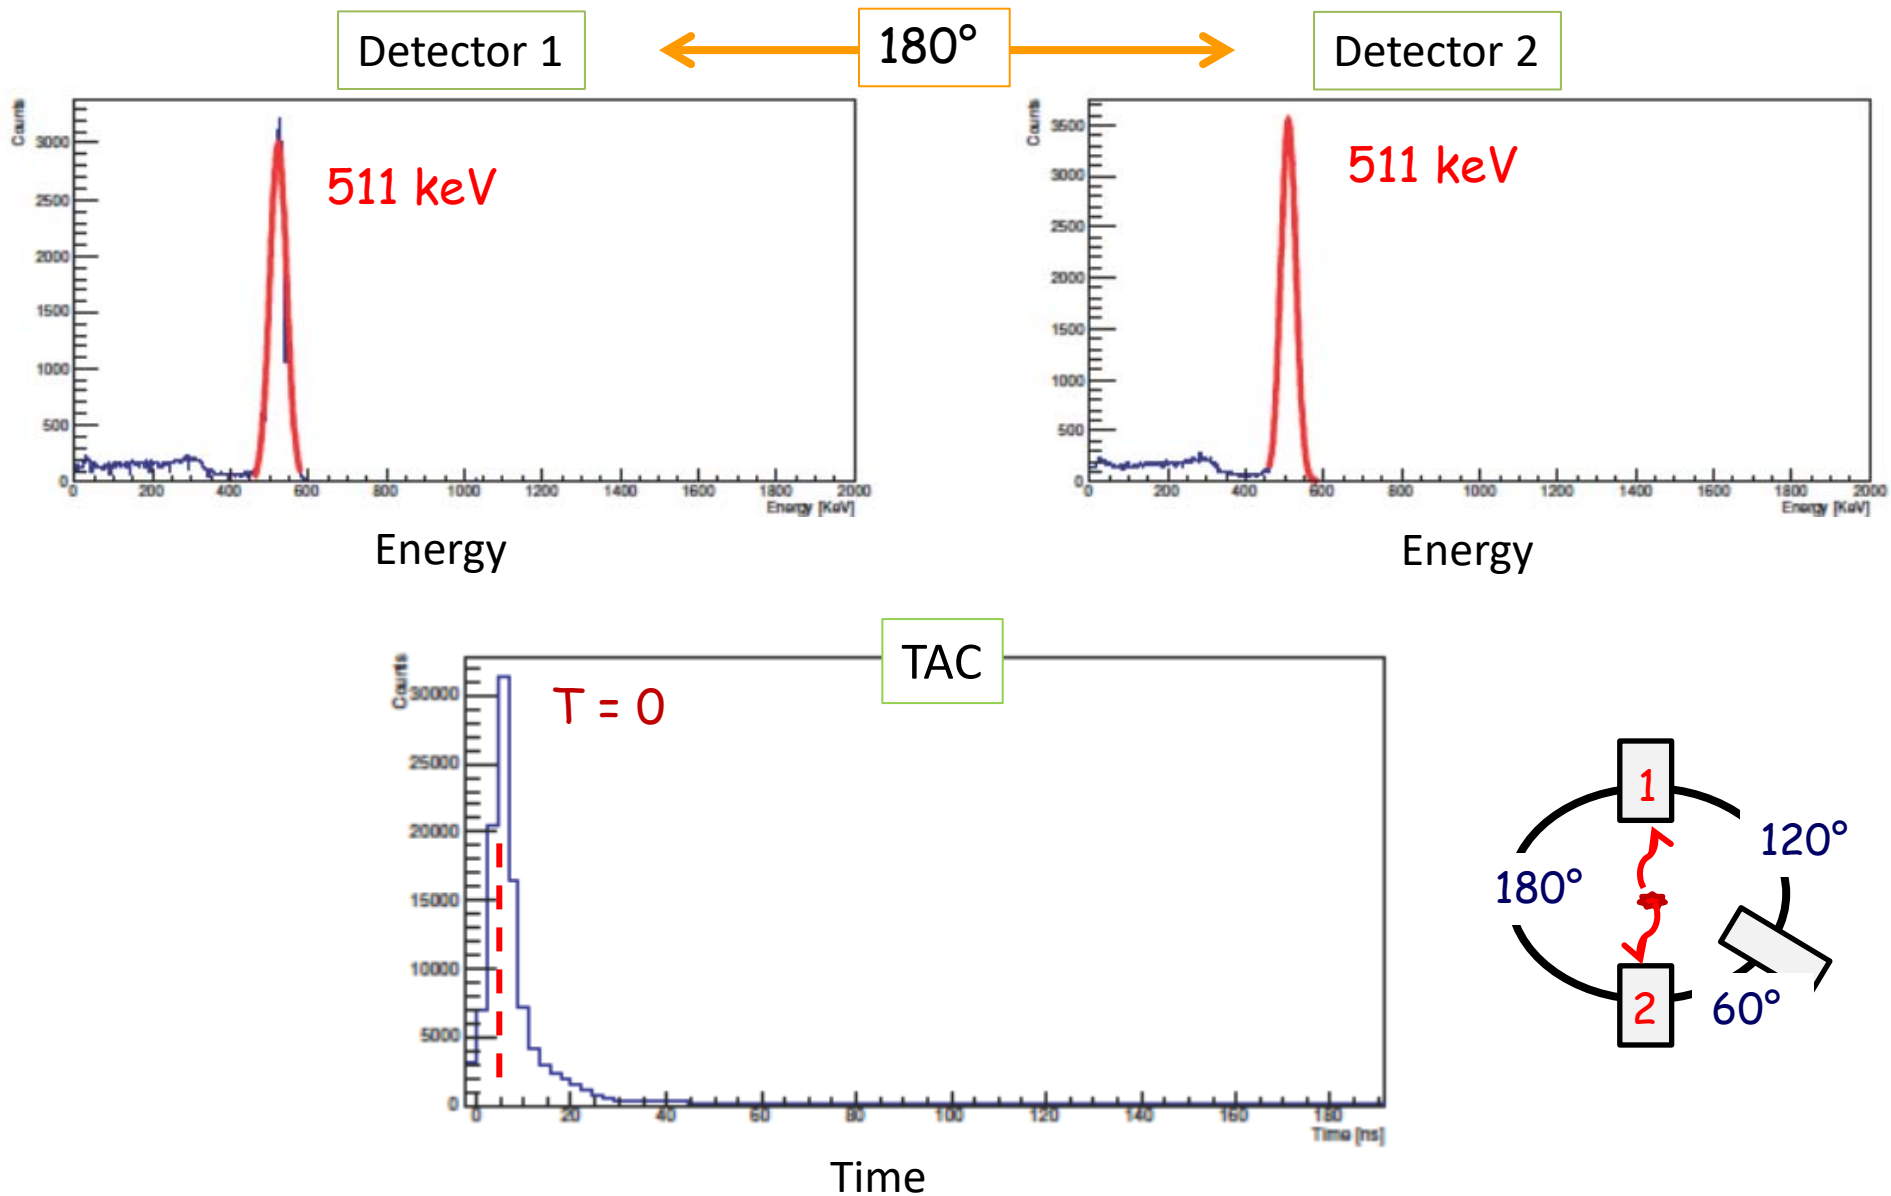 Detector 1
180°
Detector 2
Counts
3000
2500
2000
1500
1000
500
0
511 keV
0 200 400 600 800 1000 1200 1400 1600 1800 2000
Energy [KeV]
Energy
Counts
3500
3000
2500
2000
1500
1000
500
0
511 keV
0 200 400 600 800 1000 1200 1400 1600 1800 2000
Energy [KeV]
Energy
TAC
Counts
30000
25000
20000
15000
10000
5000
0
T = 0
0 20 40 60 80 100 120 140 160 180
Time [ns]
Time
1
120°
180°
2
60°